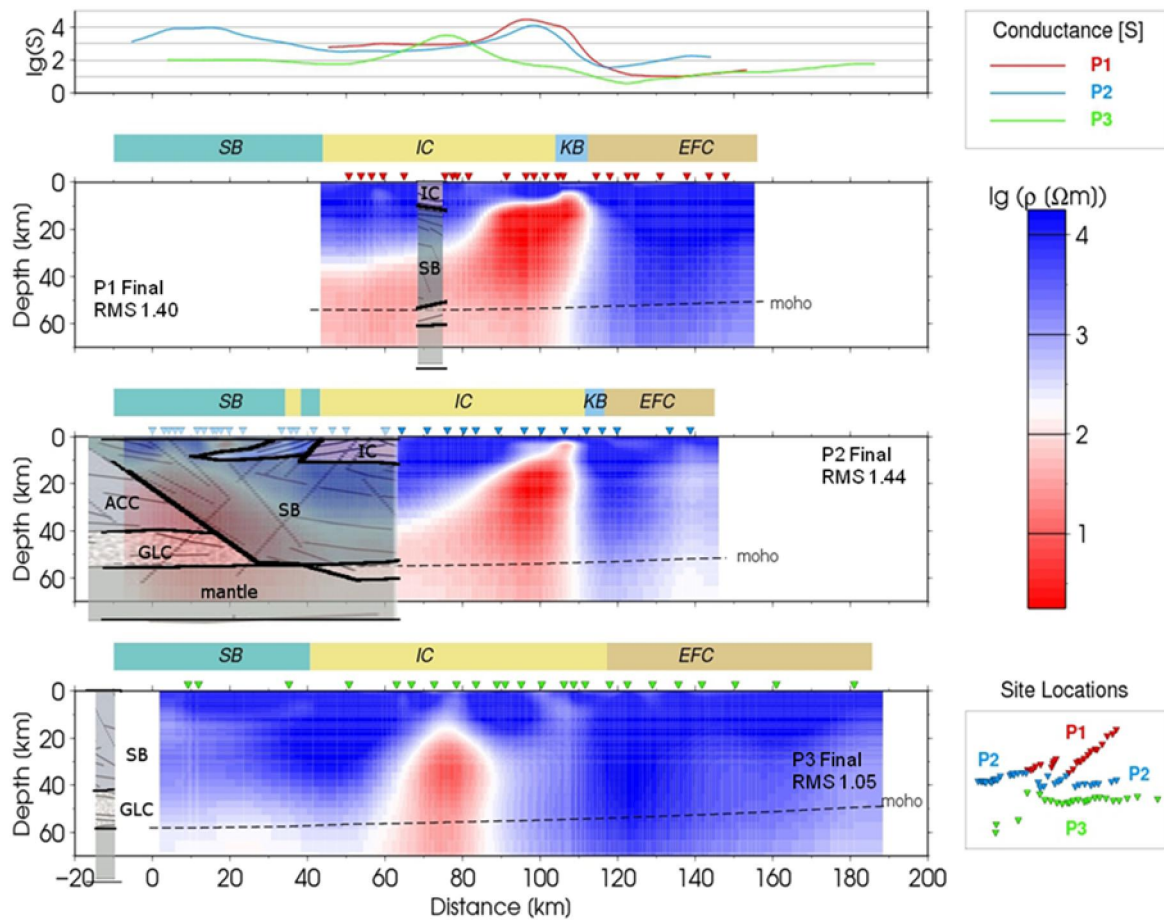 lg(S)
4
2
0
Conductance [S]
P1
P2
P3
SB IC KB EFC
Depth (km)
0
20
40
60
IC
SB
P1 Final
RMS 1.40
moho
lg (ρ (Ωm))
4
3
2
1
SB IC KB EFC
Depth (km)
0
20
40
60
IC
ACC
SB
GLC
mantle
P2 Final
RMS 1.44
moho
SB IC EFC
Depth (km)
0
20
40
60
SB
GLC
P3 Final
RMS 1.05
moho
−20 0 20 40 60 80 100 120 140 160 180 200
Distance (km)
Site Locations
P1
P2
P2
P3